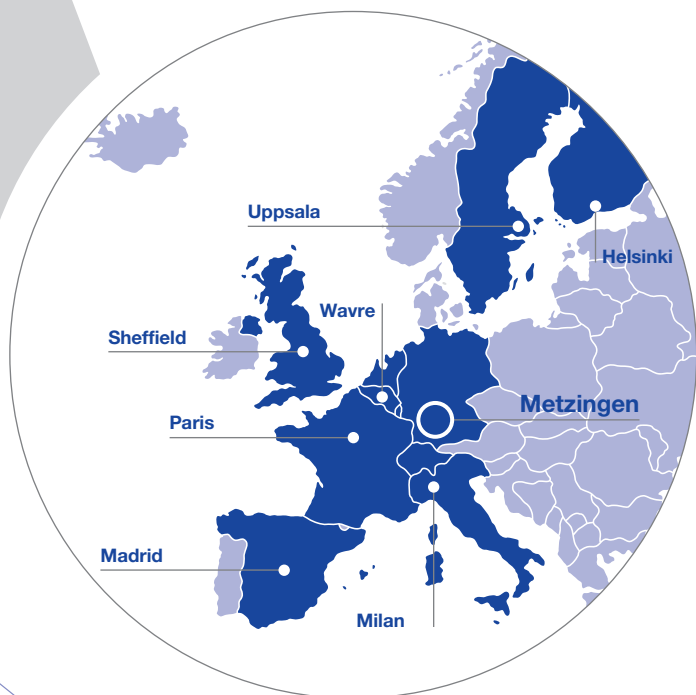 Uppsala
Helsinki
Wavre
Sheffield
Metzingen
Paris
Madrid
Milan